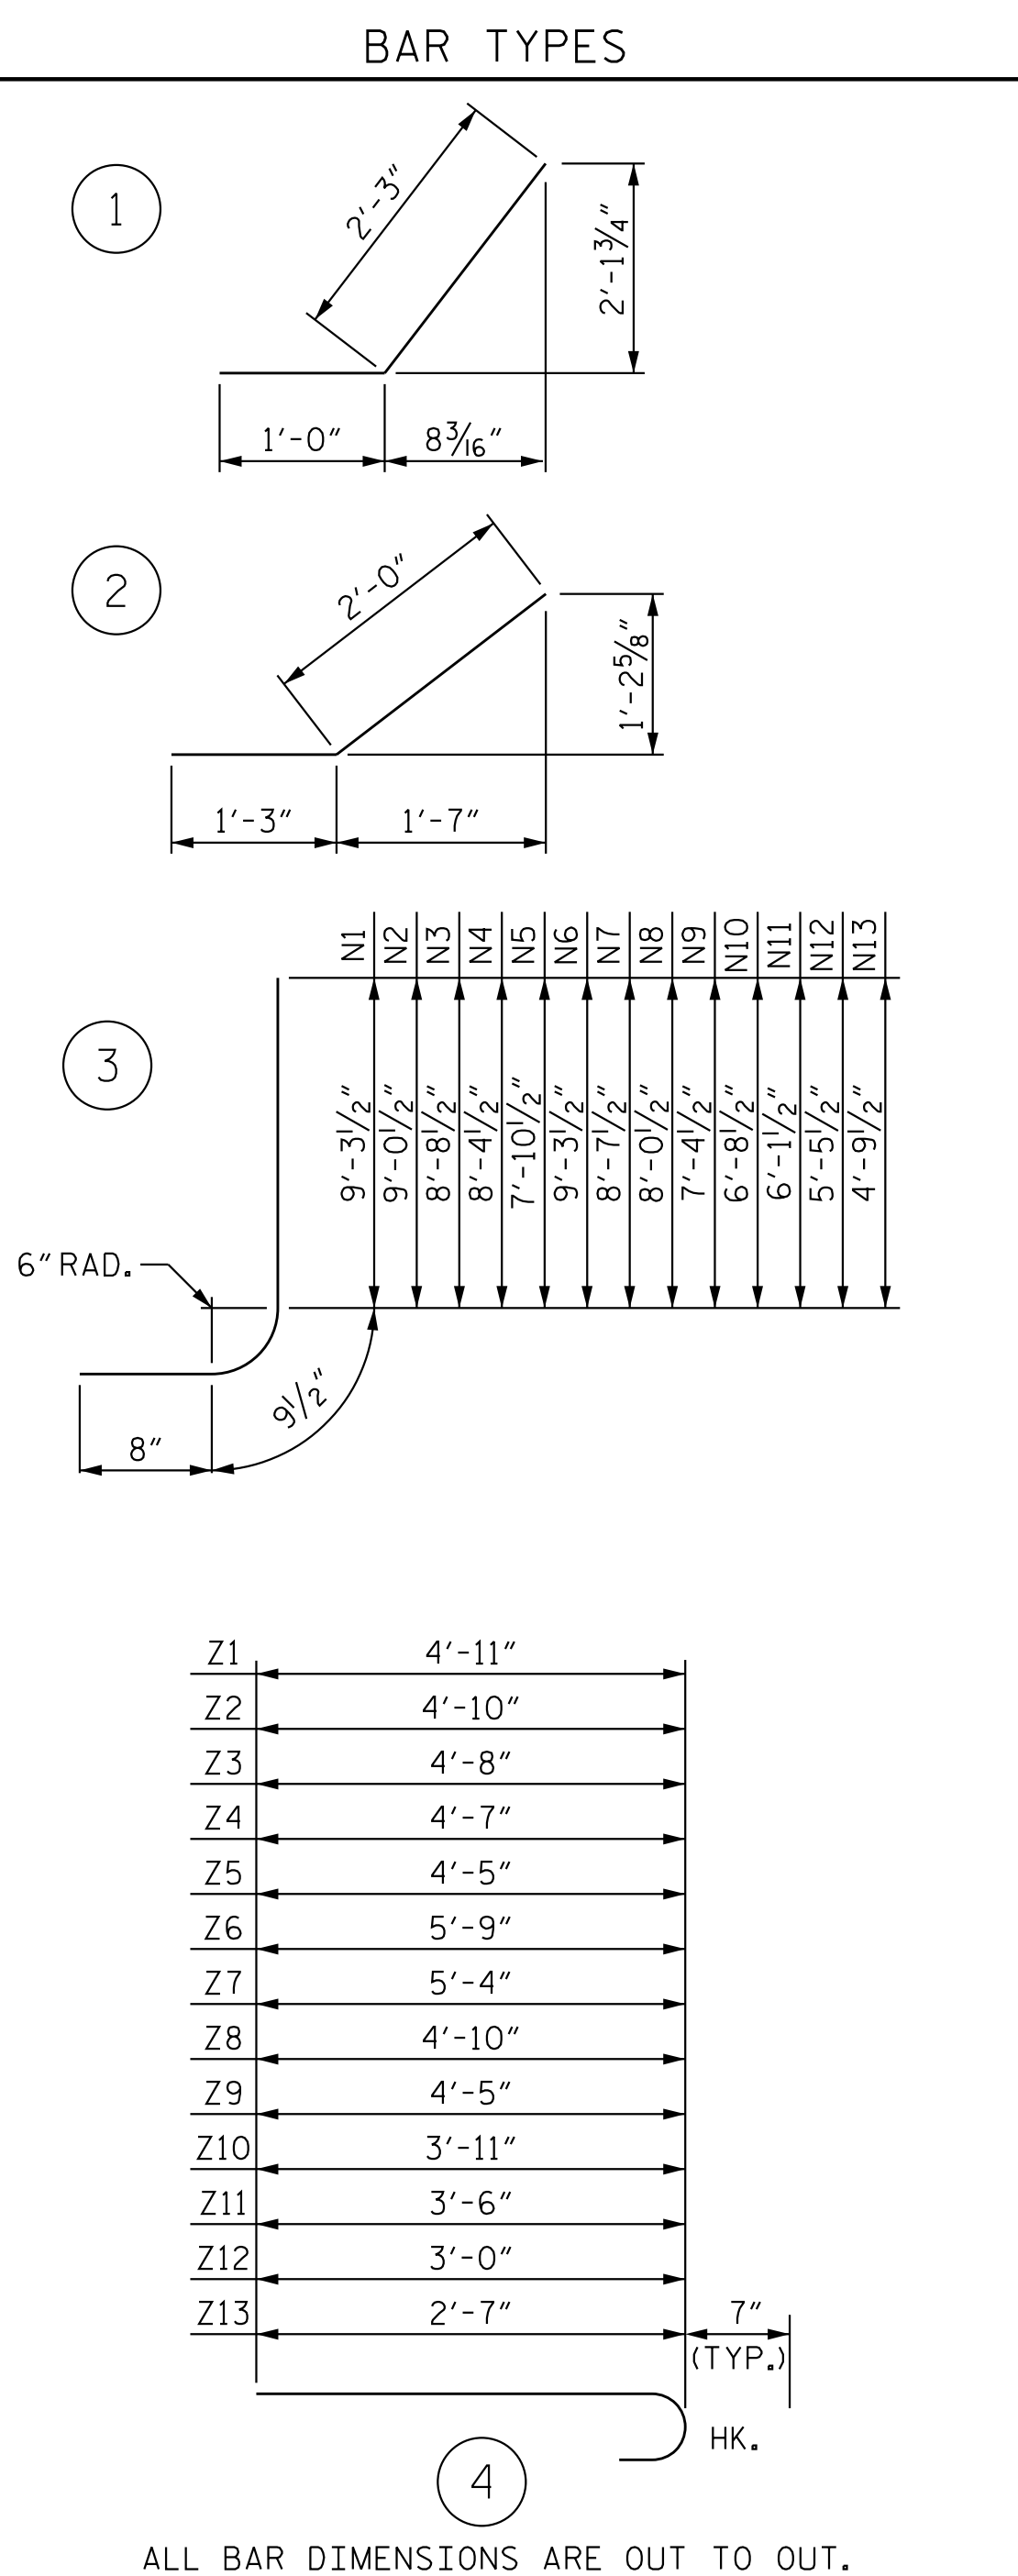 BAR TYPES
1
2'-3"
2'-1¾"
1'-0"
8 3/16"
2
2'-0"
1'-2⅝"
1'-3"
1'-7"
3
N1
N2
N3
N4
N5
N6
N7
N8
N9
N10
N11
N12
N13
9'-3½"
9'-0½"
8'-8½"
8'-4½"
7'-10½"
9'-3½"
8'-7½"
8'-0½"
7'-4½"
6'-8½"
6'-1½"
5'-5½"
4'-9½"
6" RAD.
9½"
8"
Z1 4'-11"
Z2 4'-10"
Z3 4'-8"
Z4 4'-7"
Z5 4'-5"
Z6 5'-9"
Z7 5'-4"
Z8 4'-10"
Z9 4'-5"
Z10 3'-11"
Z11 3'-6"
Z12 3'-0"
Z13 2'-7" 7"
(TYP.)
HK.
4
ALL BAR DIMENSIONS ARE OUT TO OUT.